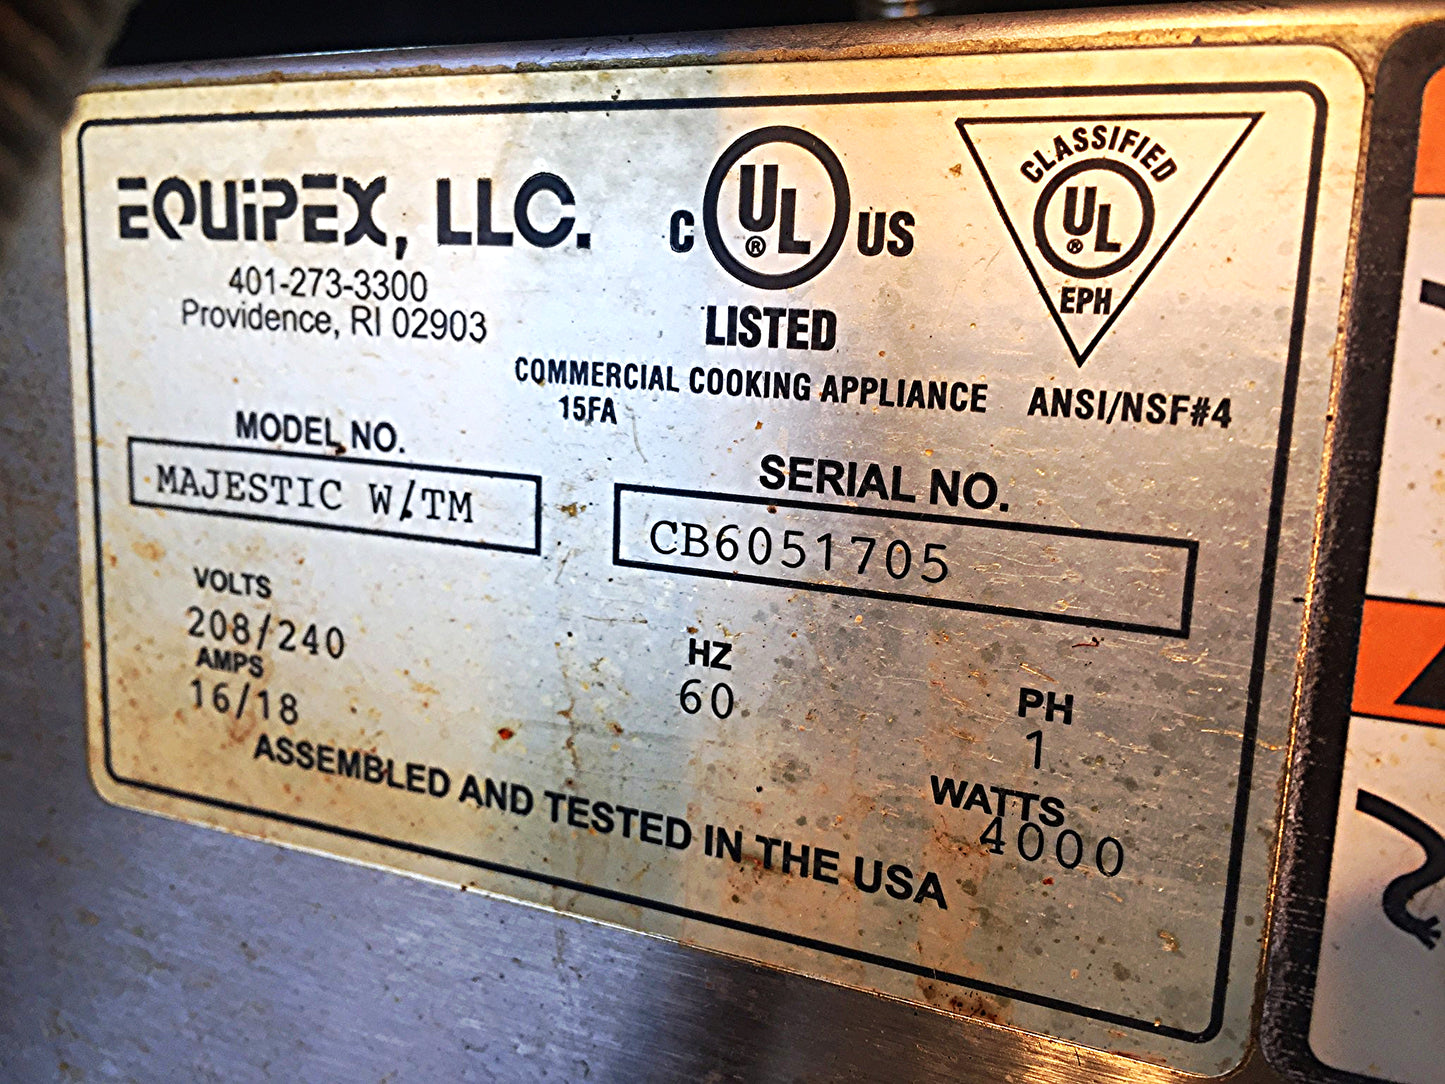 EQUIPEX, LLC.
401-273-3300
Providence, RI 02903
C UL® US
LISTED
COMMERCIAL COOKING APPLIANCE
15FA
CLASSIFIED
UL®
EPH
ANSI/NSF#4
MODEL NO.
MAJESTIC W/TM
SERIAL NO.
CB6051705
VOLTS
208/240
AMPS
16/18
HZ
60
PH
1
WATTS
4000
ASSEMBLED AND TESTED IN THE USA